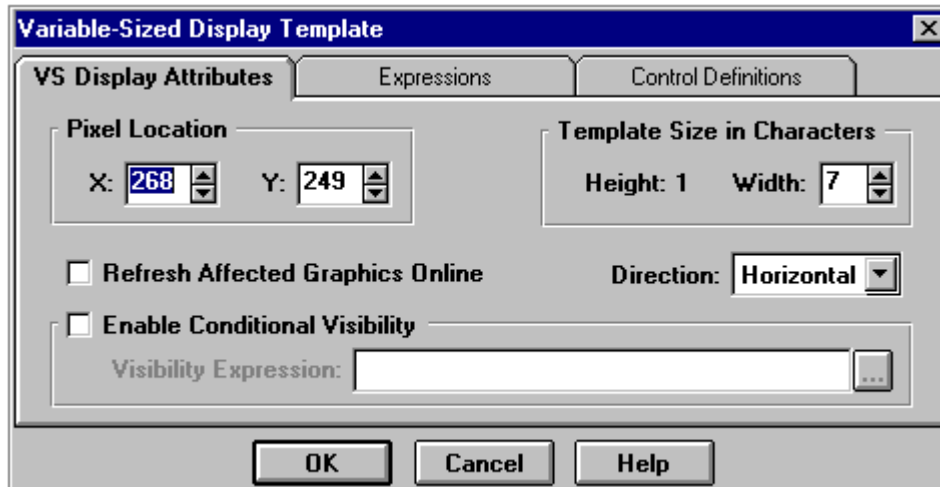 Variable-Sized Display Template
VS Display Attributes Expressions Control Definitions
Pixel Location Template Size in Characters
X: 268 Y: 249 Height: 1 Width: 7
Refresh Affected Graphics Online Direction: Horizontal
Enable Conditional Visibility
Visibility Expression: ...
OK Cancel Help